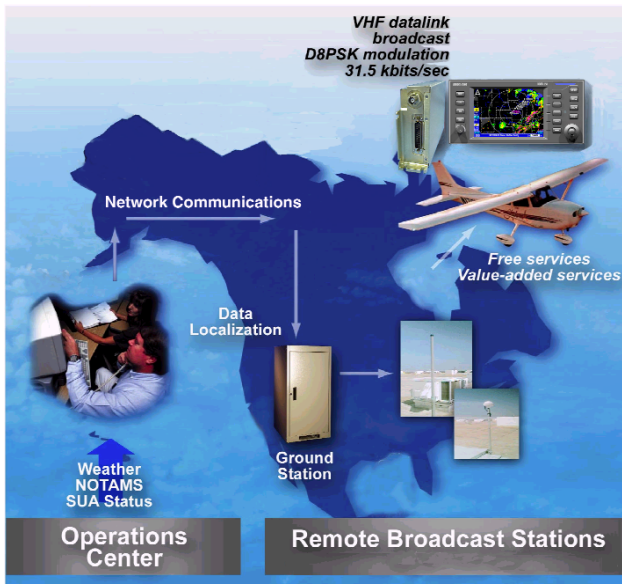 VHF datalink
broadcast
D8PSK modulation
31.5 kbits/sec
Network Communications
Free services
Value-added services
Data
Localization
Ground
Station
Weather
NOTAMS
SUA Status
Operations
Center
Remote Broadcast Stations